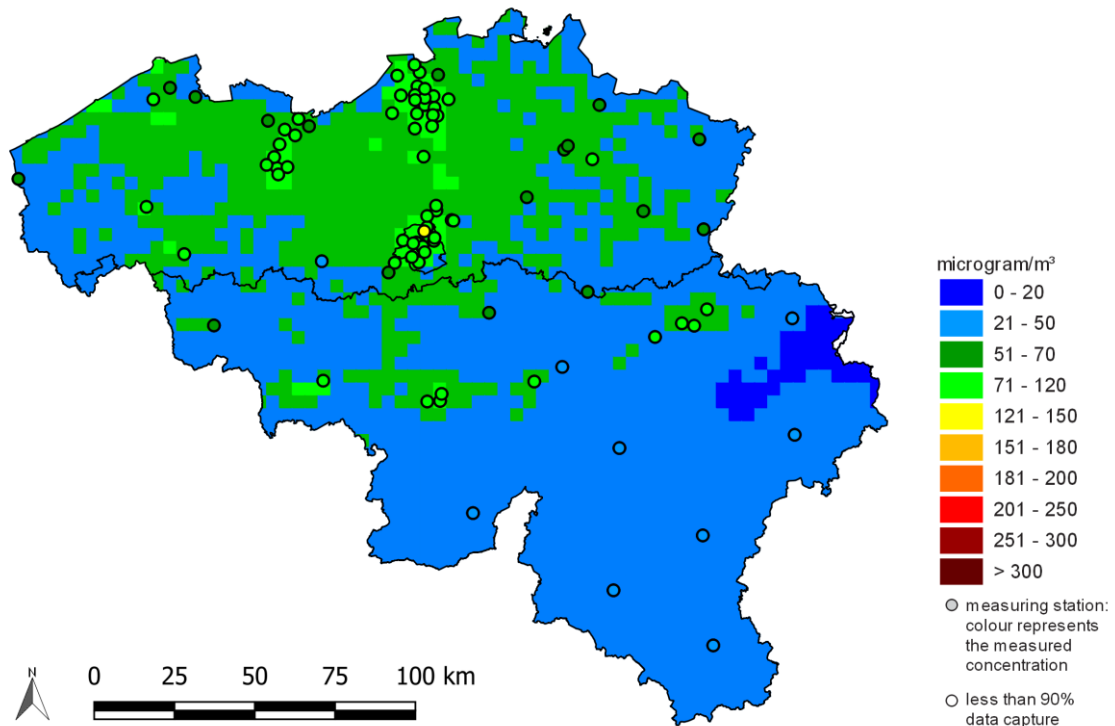 microgram/m³
0 - 20
21 - 50
51 - 70
71 - 120
121 - 150
151 - 180
181 - 200
201 - 250
251 - 300
> 300
measuring station:
colour represents
the measured
concentration
less than 90%
data capture
N
0 25 50 75 100 km